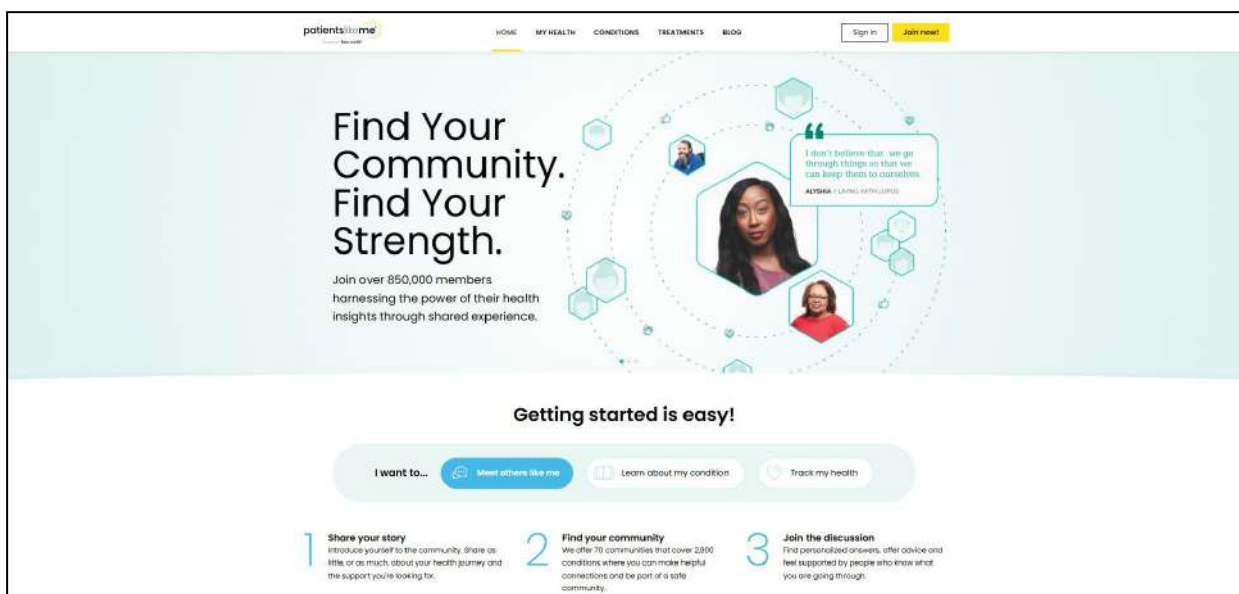 patientslikeme
HOME MY HEALTH CONDITIONS TREATMENTS BLOG
Sign in
Join now!
Find Your
Community.
Find Your
Strength.
Join over 850,000 members
harnessing the power of their health
insights through shared experience.
I don't believe that we go
through things so that we
can keep them to ourselves
ALYSHIA / LIVING WITH LUPUS
Getting started is easy!
I want to...
Meet others like me
Learn about my condition
Track my health
1
Share your story
Introduce yourself to the community. Share as
little, or as much, about your health journey and
the support you're looking for.
2
Find your community
We offer 70 communities that cover 2,800
conditions where you can make helpful
connections and be part of a safe
community.
3
Join the discussion
Find personalized answers, offer advice and
feel supported by people who know what
you are going through.